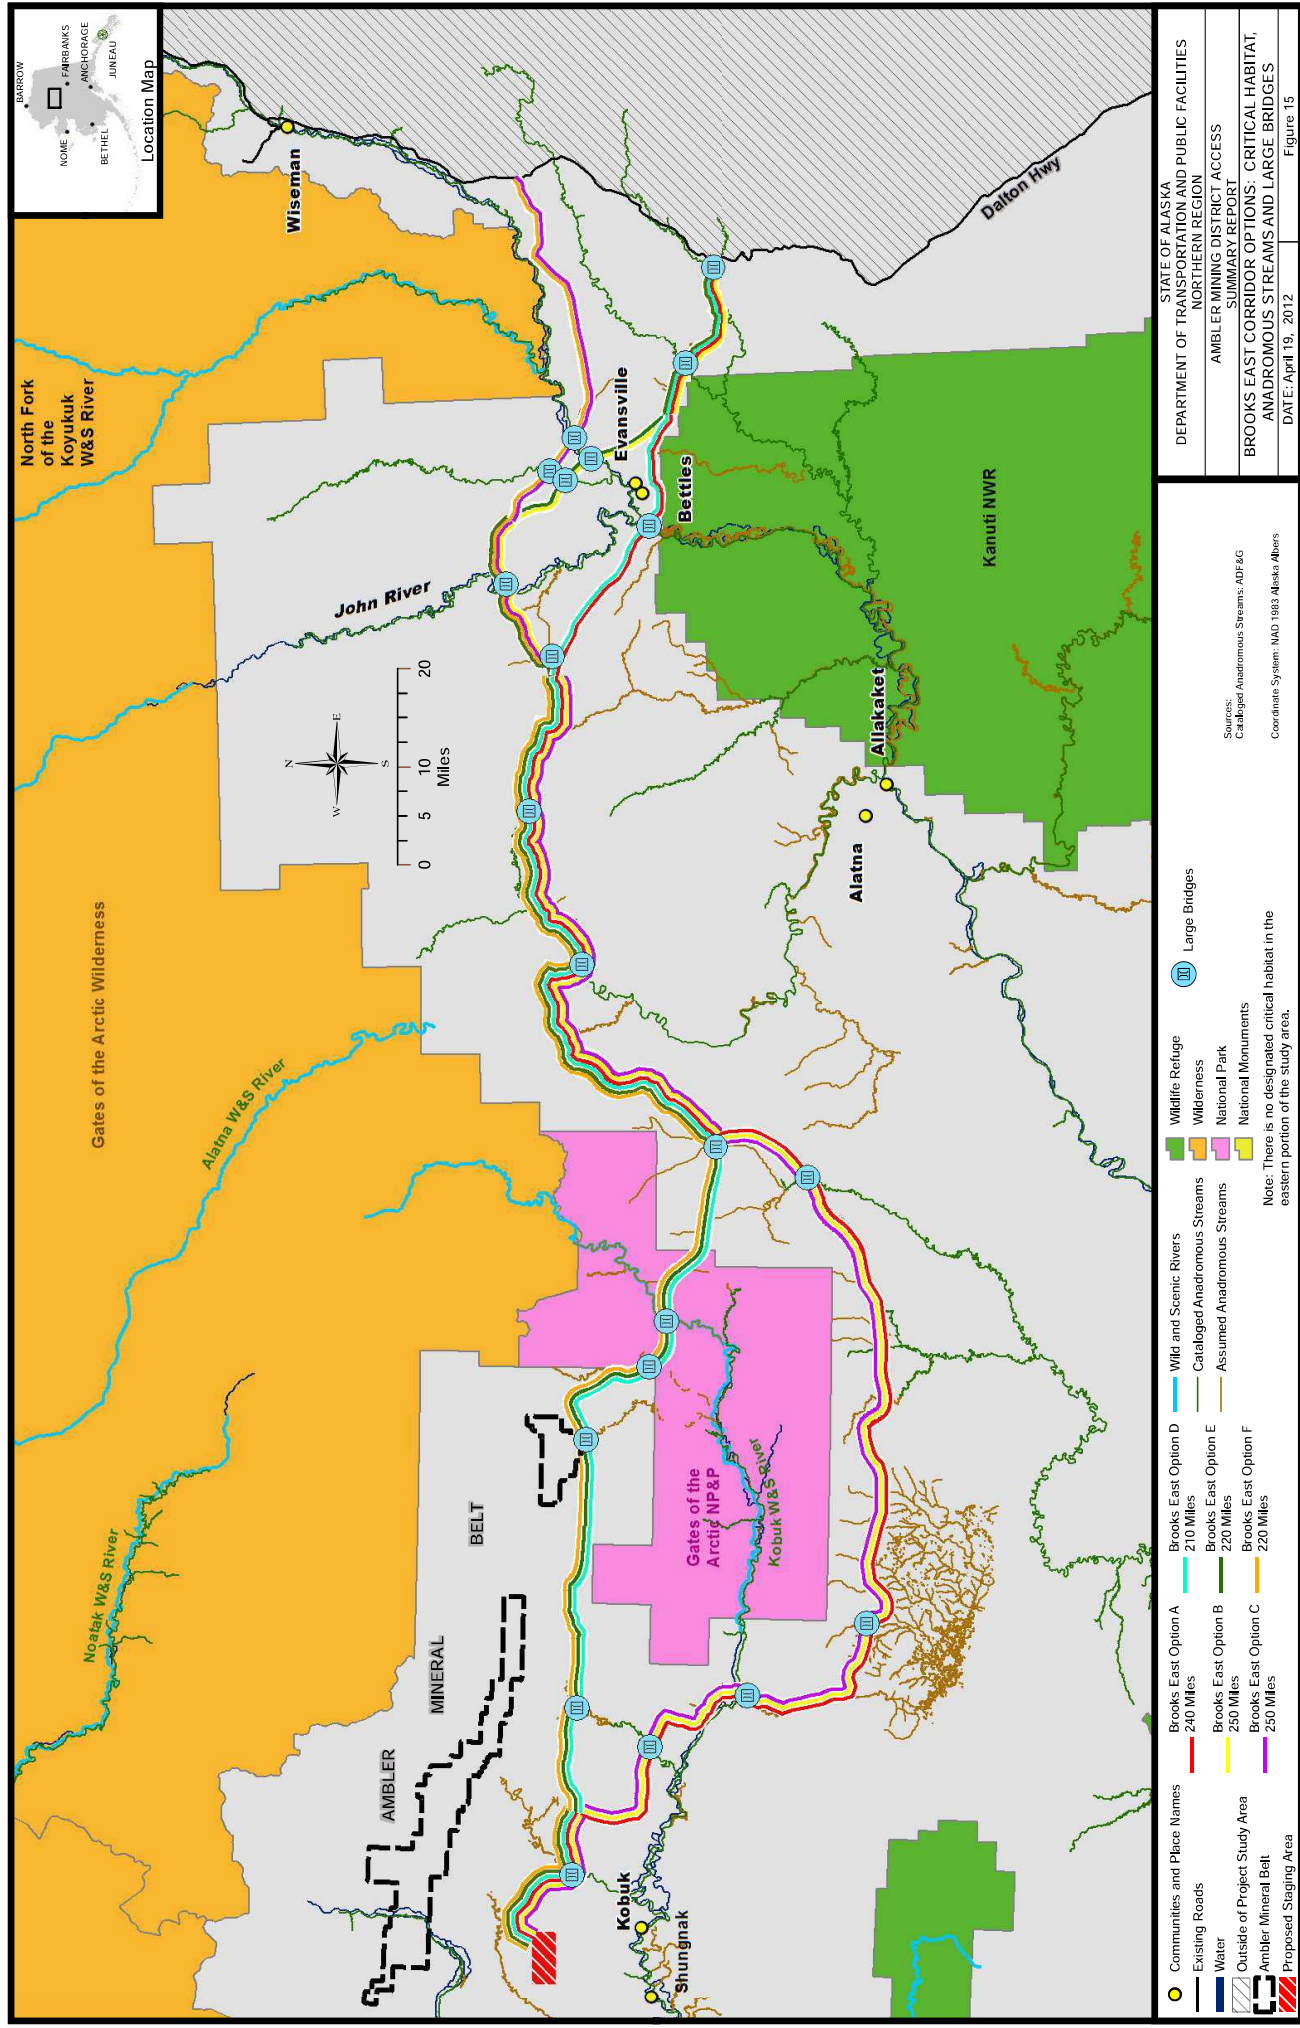 BARROW
FAIRBANKS
ANCHORAGE
JUNEAU
NOME
BETHEL
Location Map
North Fork
of the
Koyukuk
W&S River
Wiseman
Gates of the Arctic Wilderness
Alatna W&S River
Noatak W&S River
John River
N
E
S
W
0
5
10
20
Miles
Evansville
Bettles
Dalton Hwy
Kanuti NWR
Allakaket
Alatna
AMBLER
MINERAL
BELT
Gates of the
Arctic NP&P
Kobuk W&S River
Kobuk
Shungnak
Communities and Place Names
Existing Roads
Water
Outside of Project Study Area
Ambler Mineral Belt
Proposed Staging Area
Brooks East Option A
240 Miles
Brooks East Option B
250 Miles
Brooks East Option C
250 Miles
Brooks East Option D
210 Miles
Brooks East Option E
220 Miles
Brooks East Option F
220 Miles
Wild and Scenic Rivers
Cataloged Anadromous Streams
Assumed Anadromous Streams
Wildlife Refuge
Wilderness
National Park
National Monuments
Large Bridges
Note: There is no designated critical habitat in the
eastern portion of the study area.
Sources:
Cataloged Anadromous Streams: ADF&G
Coordinate System: NAD 1983 Alaska Albers
STATE OF ALASKA
DEPARTMENT OF TRANSPORTATION AND PUBLIC FACILITIES
NORTHERN REGION
AMBLER MINING DISTRICT ACCESS
SUMMARY REPORT
BROOKS EAST CORRIDOR OPTIONS: CRITICAL HABITAT,
ANADROMOUS STREAMS AND LARGE BRIDGES
DATE: April 19, 2012
Figure 15